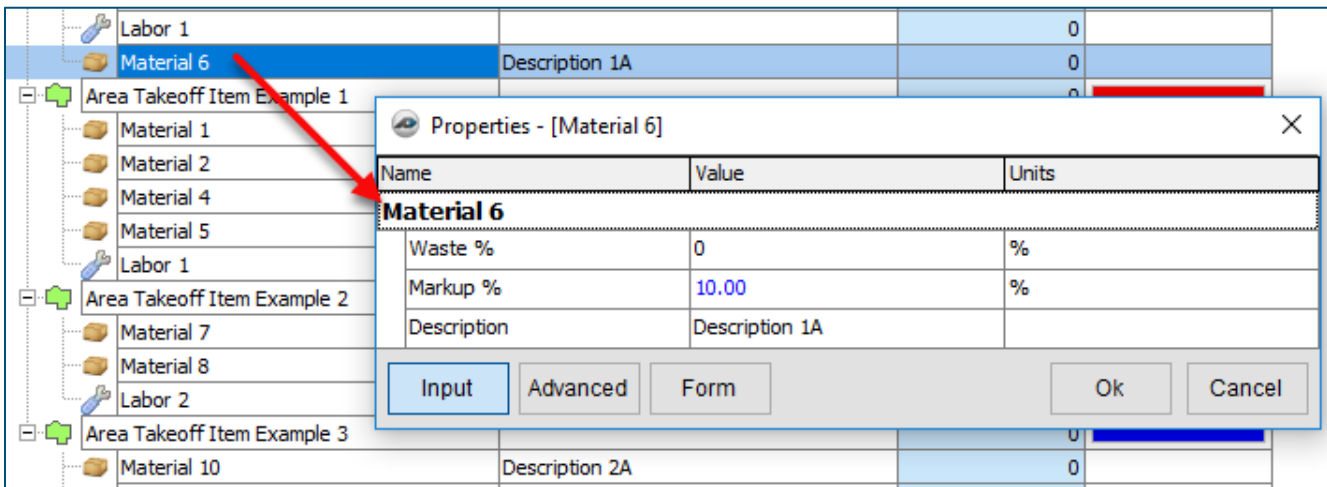 Labor 1 0
Material 6 Description 1A 0
Area Takeoff Item Example 1
Material 1
Material 2
Material 4
Material 5
Labor 1
Area Takeoff Item Example 2
Material 7
Material 8
Labor 2
Area Takeoff Item Example 3 0
Material 10 Description 2A 0
Properties - [Material 6]
Name Value Units
Material 6
Waste % 0 %
Markup % 10.00 %
Description Description 1A
Input Advanced Form Ok Cancel